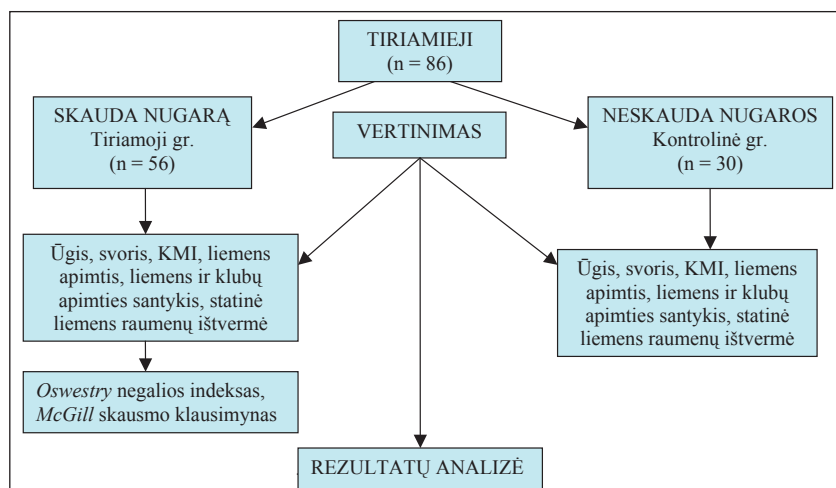 TIRIAMIEJI
(n = 86)
SKAUDA NUGARĄ
Tiriamoji gr.
(n = 56)
VERTINIMAS
NESKAUDA NUGAROS
Kontrolinė gr.
(n = 30)
Ūgis, svoris, KMI, liemens
apimtis, liemens ir klubų
apimties santykis, statinė
liemens raumenų ištvermė
Ūgis, svoris, KMI, liemens
apimtis, liemens ir klubų
apimties santykis, statinė
liemens raumenų ištvermė
Oswestry negalios indeksas,
McGill skausmo klausimynas
REZULTATŲ ANALIZĖ